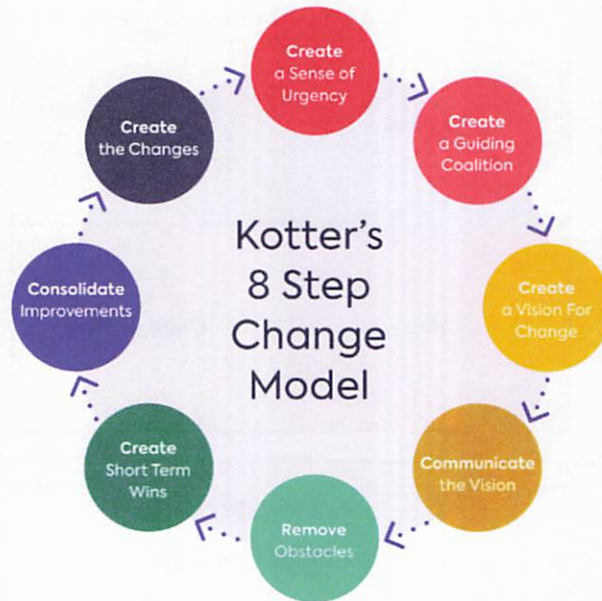 Kotter's
8 Step
Change
Model
Create
a Sense of
Urgency
Create
a Guiding
Coalition
Create
a Vision For
Change
Communicate
the Vision
Remove
Obstacles
Create
Short Term
Wins
Consolidate
Improvements
Create
the Changes